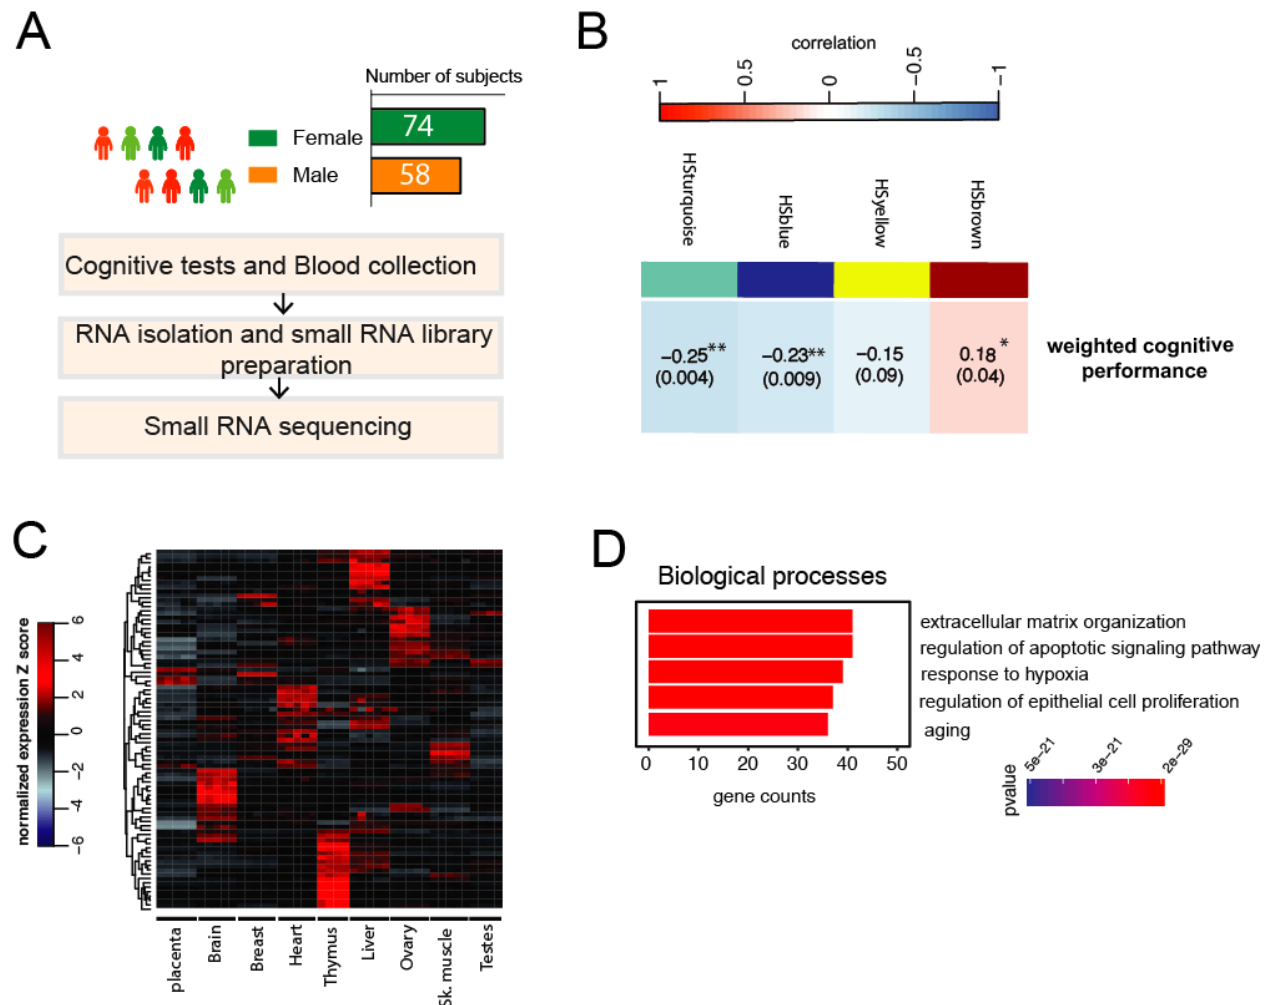 A
Number of subjects
Female
74
Male
58
Cognitive tests and Blood collection
RNA isolation and small RNA library
preparation
Small RNA sequencing
B
correlation
1
0.5
0
−0.5
−1
HSturquoise
HSblue
HSyellow
HSbrown
−0.25**
(0.004)
−0.23**
(0.009)
−0.15
(0.09)
0.18*
(0.04)
weighted cognitive
performance
C
normalized expression Z score
6
4
2
0
−2
−4
−6
placenta
Brain
Breast
Heart
Thymus
Liver
Ovary
Sk. muscle
Testes
D
Biological processes
extracellular matrix organization
regulation of apoptotic signaling pathway
response to hypoxia
regulation of epithelial cell proliferation
aging
0 10 20 30 40 50
gene counts
pvalue
5e−21
3e−21
2e−29